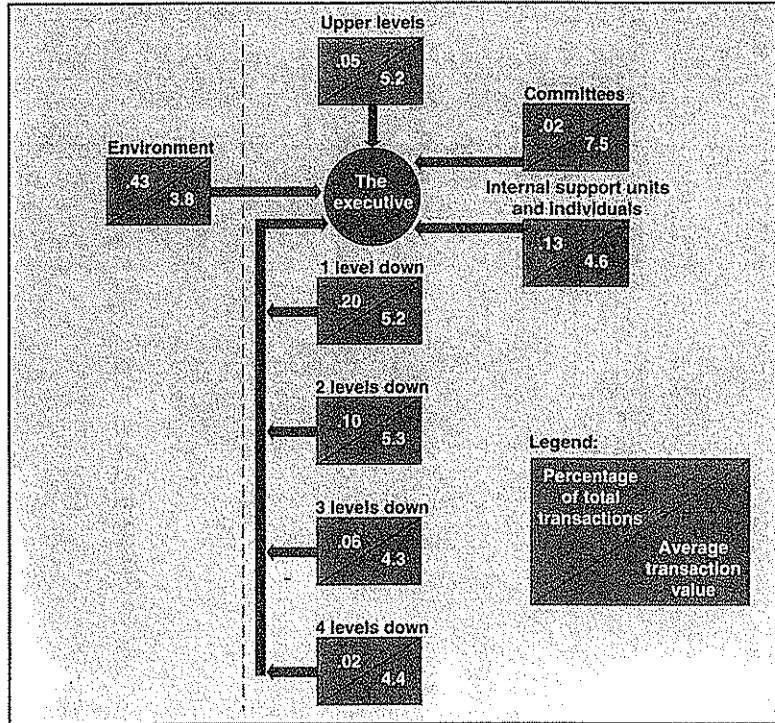 Upper levels
.05
5.2
Committees
.02
7.5
Environment
.43
3.8
The
executive
Internal support units
and individuals
.13
4.6
1 level down
.20
5.2
2 levels down
.10
5.3
Legend:
Percentage
of total
transactions
Average
transaction
value
3 levels down
.06
4.3
4 levels down
.02
4.4